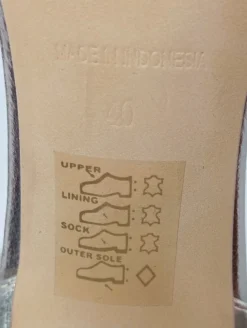 MADE IN INDONESIA
40
UPPER
LINING
SOCK
OUTER SOLE